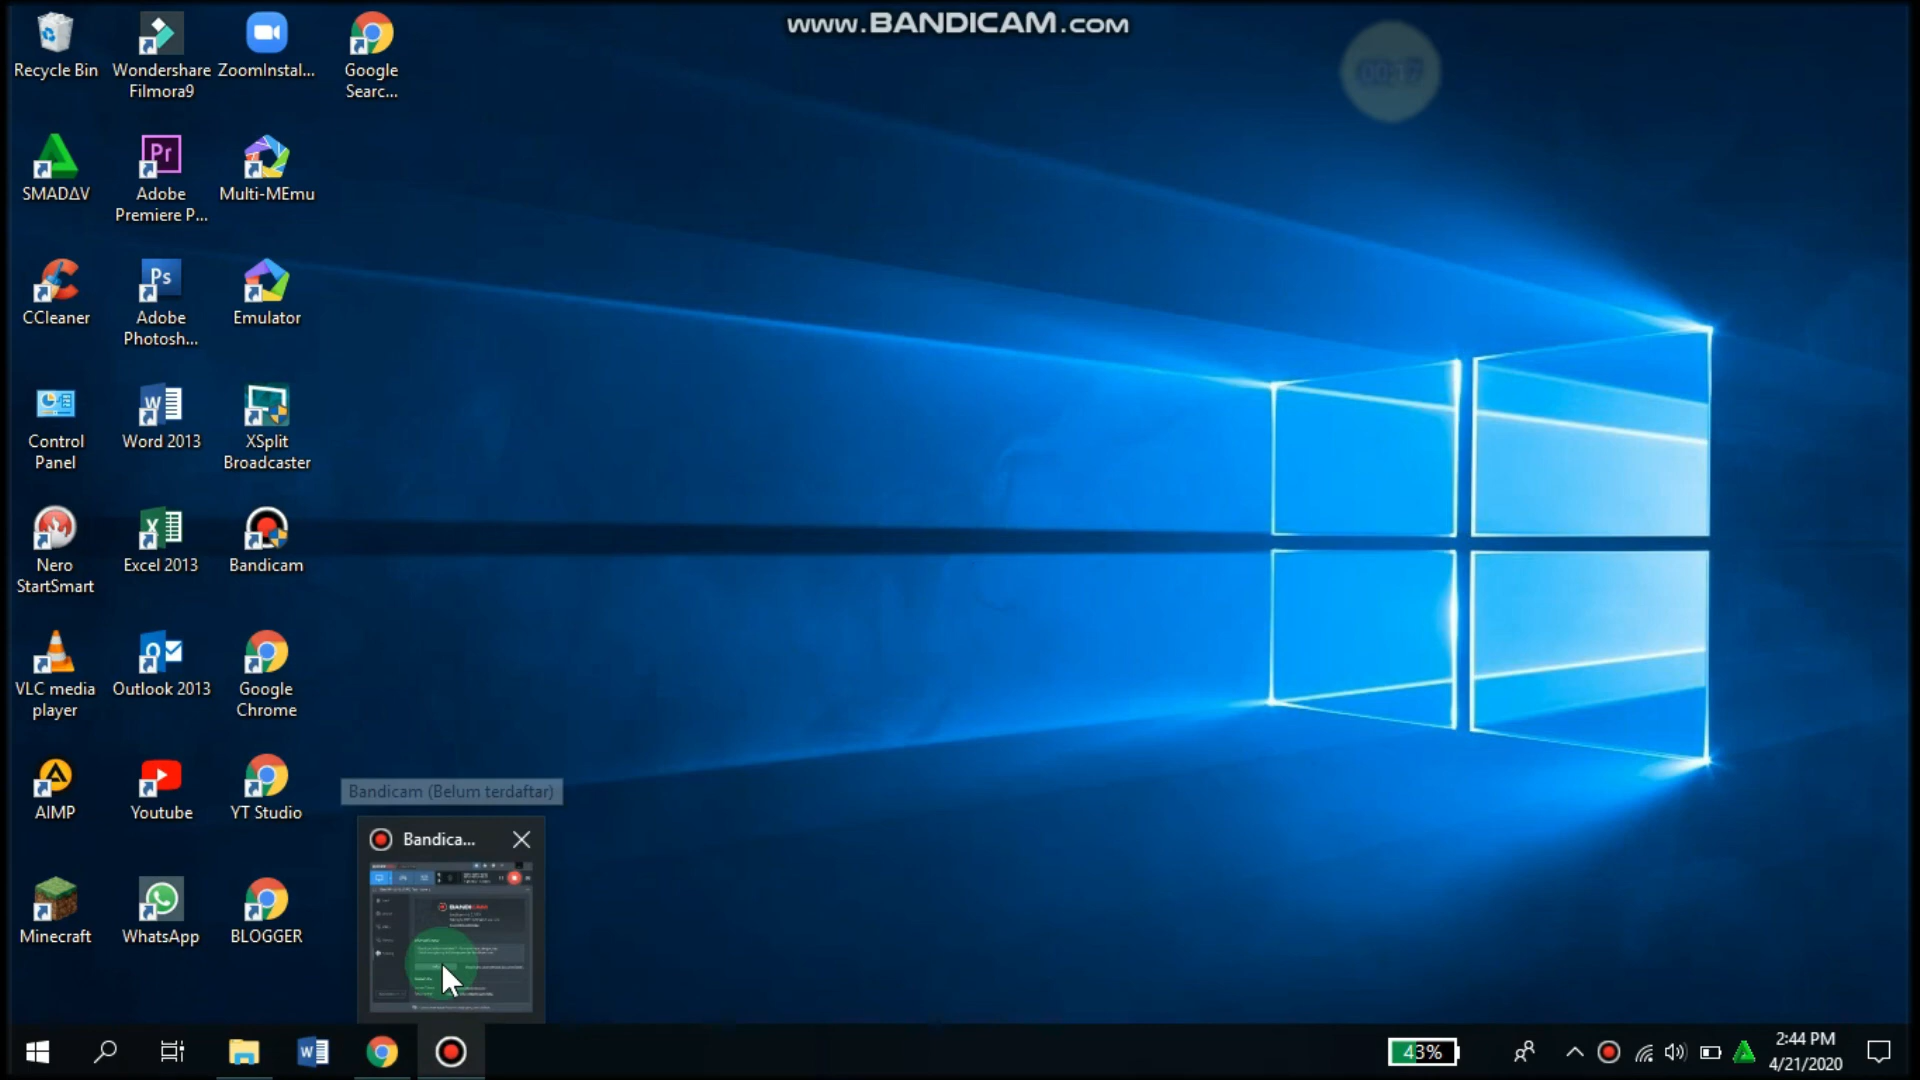 www.BANDICAM.COM
Recycle Bin
Wondershare
Filmora9
ZoomInstal...
Google
Searc...
SMADΔV
Adobe
Premiere P...
Multi-MEmu
CCleaner
Adobe
Photosh...
Emulator
Control
Panel
Word 2013
XSplit
Broadcaster
Nero
StartSmart
Excel 2013
Bandicam
VLC media
player
Outlook 2013
Google
Chrome
AIMP
Youtube
YT Studio
Minecraft
WhatsApp
BLOGGER
Bandicam (Belum terdaftar)
Bandica...
BANDICAM
43%
2:44 PM
4/21/2020